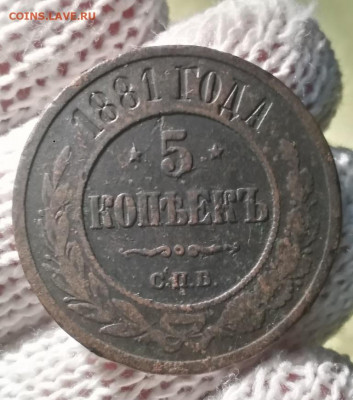 COINS.LAVE.RU
1881 ГОДА
5
КОПѢЕКЪ
С.П.Б.